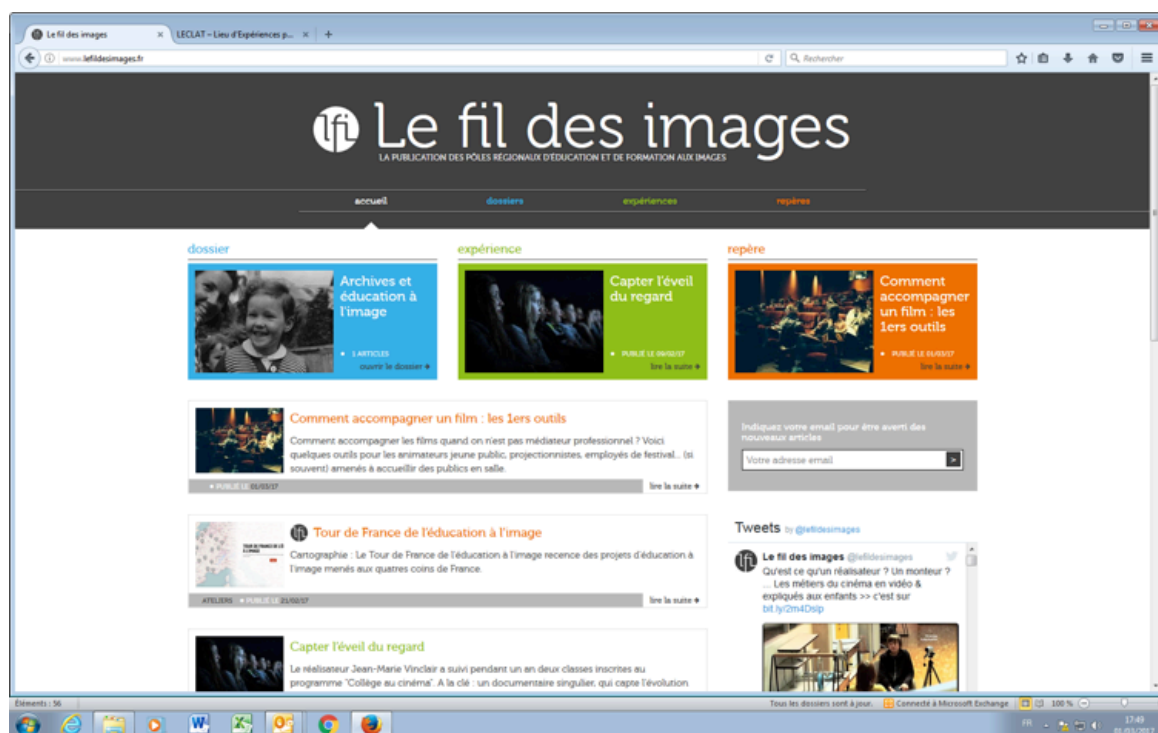 Le fil des images
LECLAT – Lieu d'Expériences p...
www.lefildesimages.fr
Rechercher
lfi Le fil des images
LA PUBLICATION DES PÔLES RÉGIONAUX D'ÉDUCATION ET DE FORMATION AUX IMAGES
accueil dossiers expériences repères
dossier
Archives et
éducation à
l'image
1 ARTICLES
ouvrir le dossier
expérience
Capter l'éveil
du regard
PUBLIÉ LE 09/02/17
lire la suite
repère
Comment
accompagner
un film : les
1ers outils
PUBLIÉ LE 01/03/17
lire la suite
Comment accompagner un film : les 1ers outils
Comment accompagner les films quand on n'est pas médiateur professionnel ? Voici
quelques outils pour les animateurs jeune public, projectionnistes, employés de festival... (si
souvent) amenés à accueillir des publics en salle.
PUBLIÉ LE 01/03/17
lire la suite
lfi Tour de France de l'éducation à l'image
Cartographie : Le Tour de France de l'éducation à l'image recence des projets d'éducation à
l'image menés aux quatres coins de France.
ATELIERS PUBLIÉ LE 21/02/17
lire la suite
Capter l'éveil du regard
Le réalisateur Jean-Marie Vinclair a suivi pendant un an deux classes inscrites au
programme "Collège au cinéma". A la clé : un documentaire singulier, qui capte l'évolution
Indiquez votre email pour être averti des
nouveaux articles
Votre adresse email >
Tweets by @lefildesimages
lfi Le fil des images @lefildesimages
Qu'est ce qu'un réalisateur ? Un monteur ?
... Les métiers du cinéma en vidéo &
expliqués aux enfants >> c'est sur
bit.ly/2m4Dslp
Éléments : 56
Tous les dossiers sont à jour. Connecté à Microsoft Exchange 100 %
FR 17:49
01/03/2017